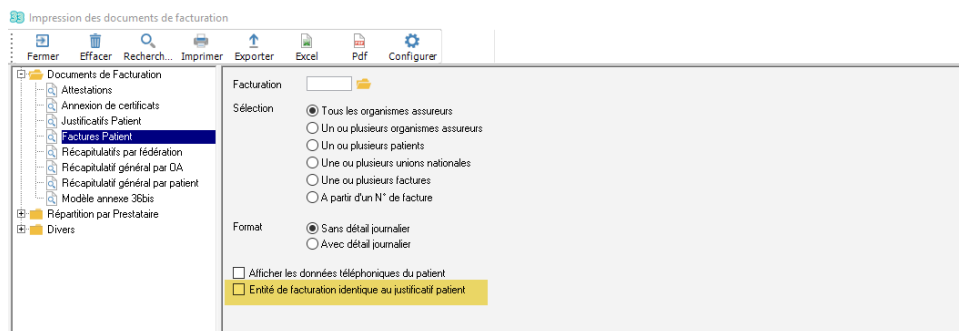 Impression des documents de facturation
Fermer Effacer Recherch... Imprimer Exporter Excel Pdf Configurer
Documents de Facturation
Attestations
Annexion de certificats
Justificatifs Patient
Factures Patient
Récapitulatifs par fédération
Récapitulatif général par OA
Récapitulatif général par patient
Modèle annexe 36bis
Répartition par Prestataire
Divers
Facturation
Sélection
Tous les organismes assureurs
Un ou plusieurs organismes assureurs
Un ou plusieurs patients
Une ou plusieurs unions nationales
Une ou plusieurs factures
A partir d'un N° de facture
Format
Sans détail journalier
Avec détail journalier
Afficher les données téléphoniques du patient
Entité de facturation identique au justificatif patient